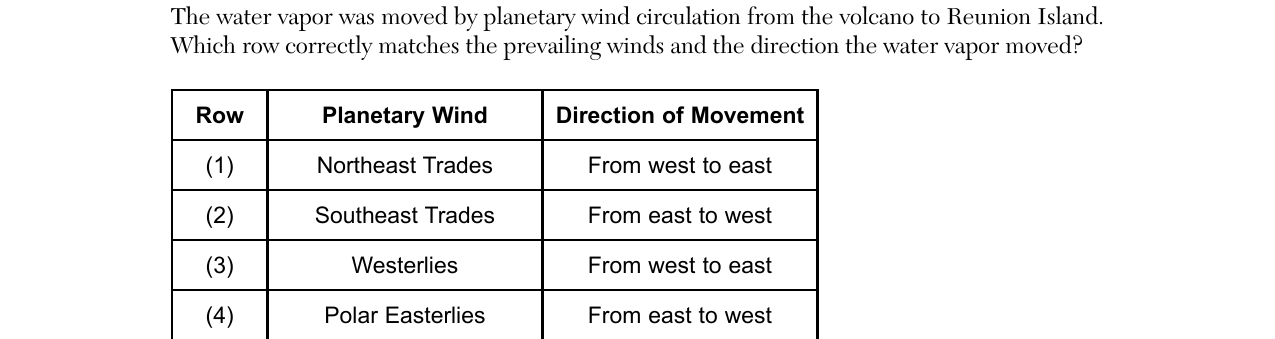 The water vapor was moved by planetary wind circulation from the volcano to Reunion Island.
Which row correctly matches the prevailing winds and the direction the water vapor moved?
Row Planetary Wind Direction of Movement
(1) Northeast Trades From west to east
(2) Southeast Trades From east to west
(3) Westerlies From west to east
(4) Polar Easterlies From east to west